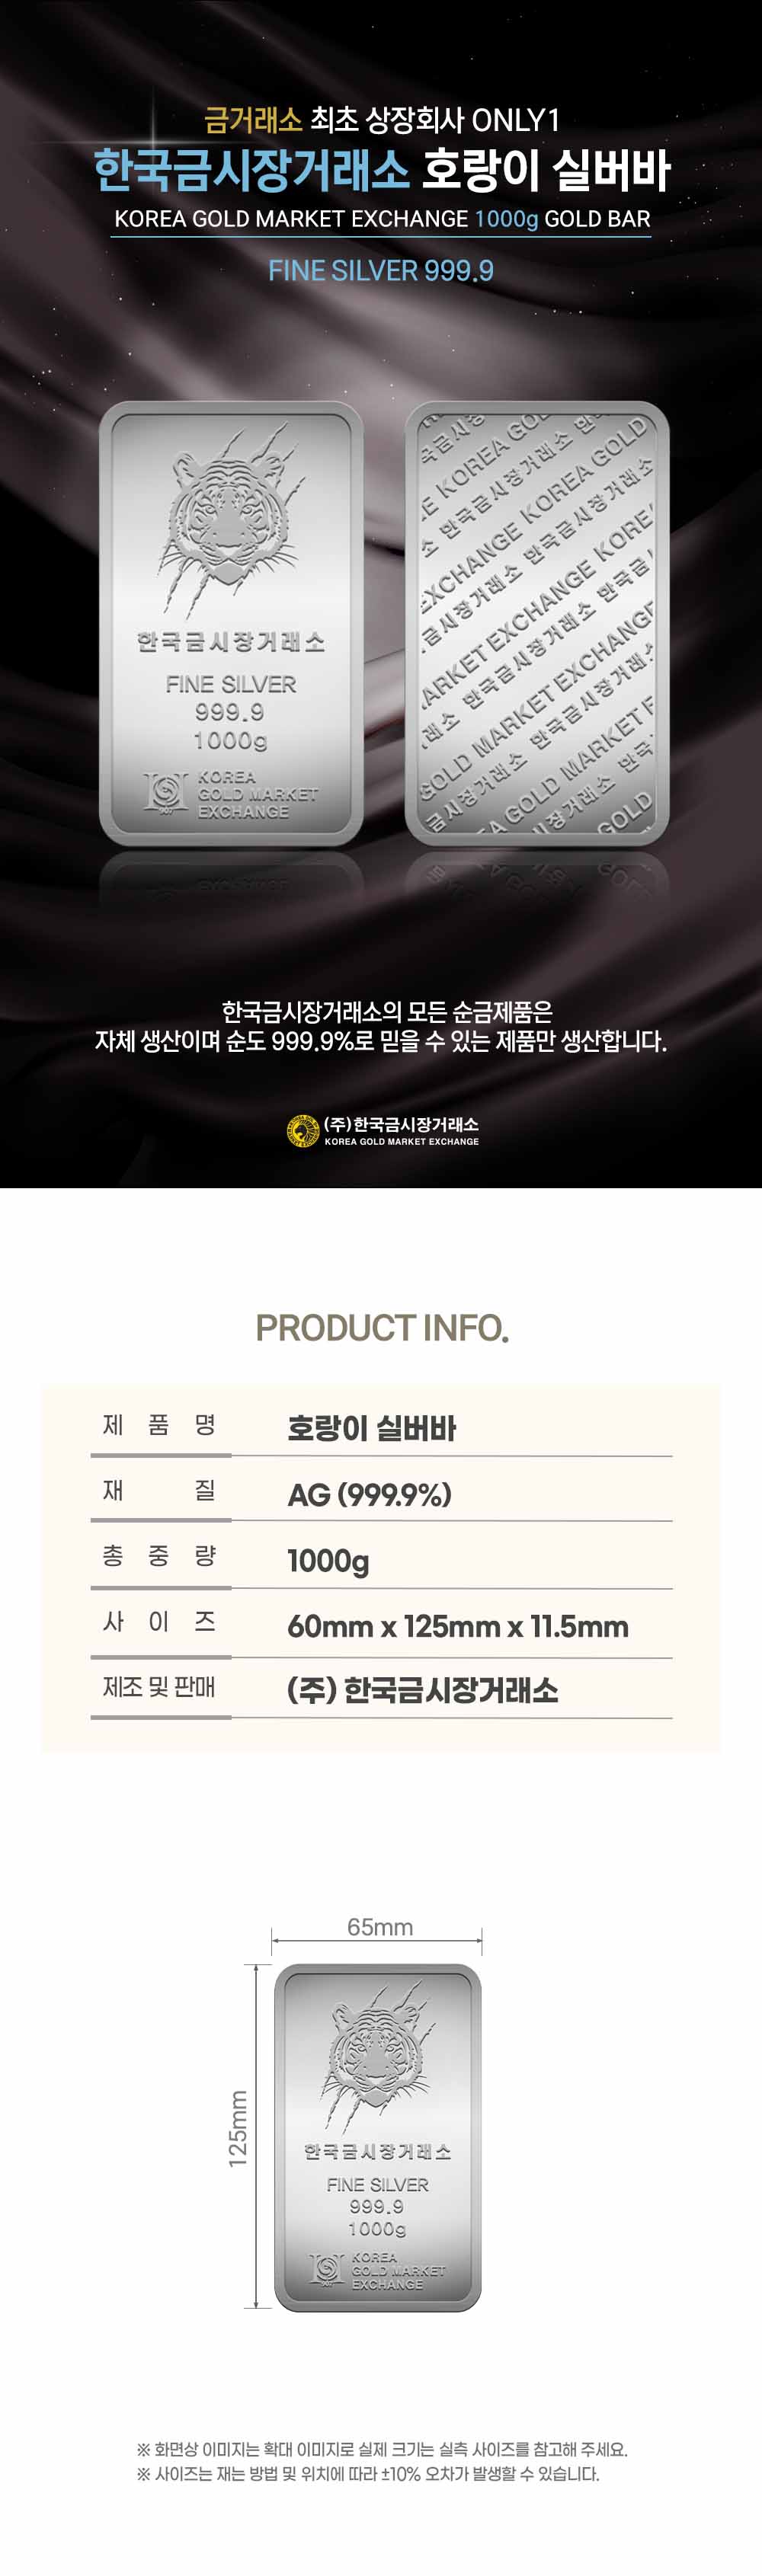 금거래소 최초 상장회사 ONLY1
한국금시장거래소 호랑이 실버바
KOREA GOLD MARKET EXCHANGE 1000g GOLD BAR
FINE SILVER 999.9
한국금시장거래소
FINE SILVER
999.9
1000g
KOREA
GOLD MARKET
EXCHANGE
국금시장
E KOREA GOL
소 한국금시장거래소 한
EXCHANGE KOREA GOLD
금시장거래소 한국금시장거래소
ARKET EXCHANGE KORE
래소 한국금시장거래소 한국금
GOLD MARKET EXCHANGE
금시장거래소 한국금시장거래
A GOLD MARKET
시장거래소 한국
GOLD
한국금시장거래소의 모든 순금제품은
자체 생산이며 순도 999.9%로 믿을 수 있는 제품만 생산합니다.
(주)한국금시장거래소
KOREA GOLD MARKET EXCHANGE
PRODUCT INFO.
제 품 명 호랑이 실버바
재 질 AG (999.9%)
총 중 량 1000g
사 이 즈 60mm x 125mm x 11.5mm
제조 및 판매 (주) 한국금시장거래소
65mm
125mm
한국금시장거래소
FINE SILVER
999.9
1000g
KOREA
GOLD MARKET
EXCHANGE
※ 화면상 이미지는 확대 이미지로 실제 크기는 실측 사이즈를 참고해 주세요.
※ 사이즈는 재는 방법 및 위치에 따라 ±10% 오차가 발생할 수 있습니다.